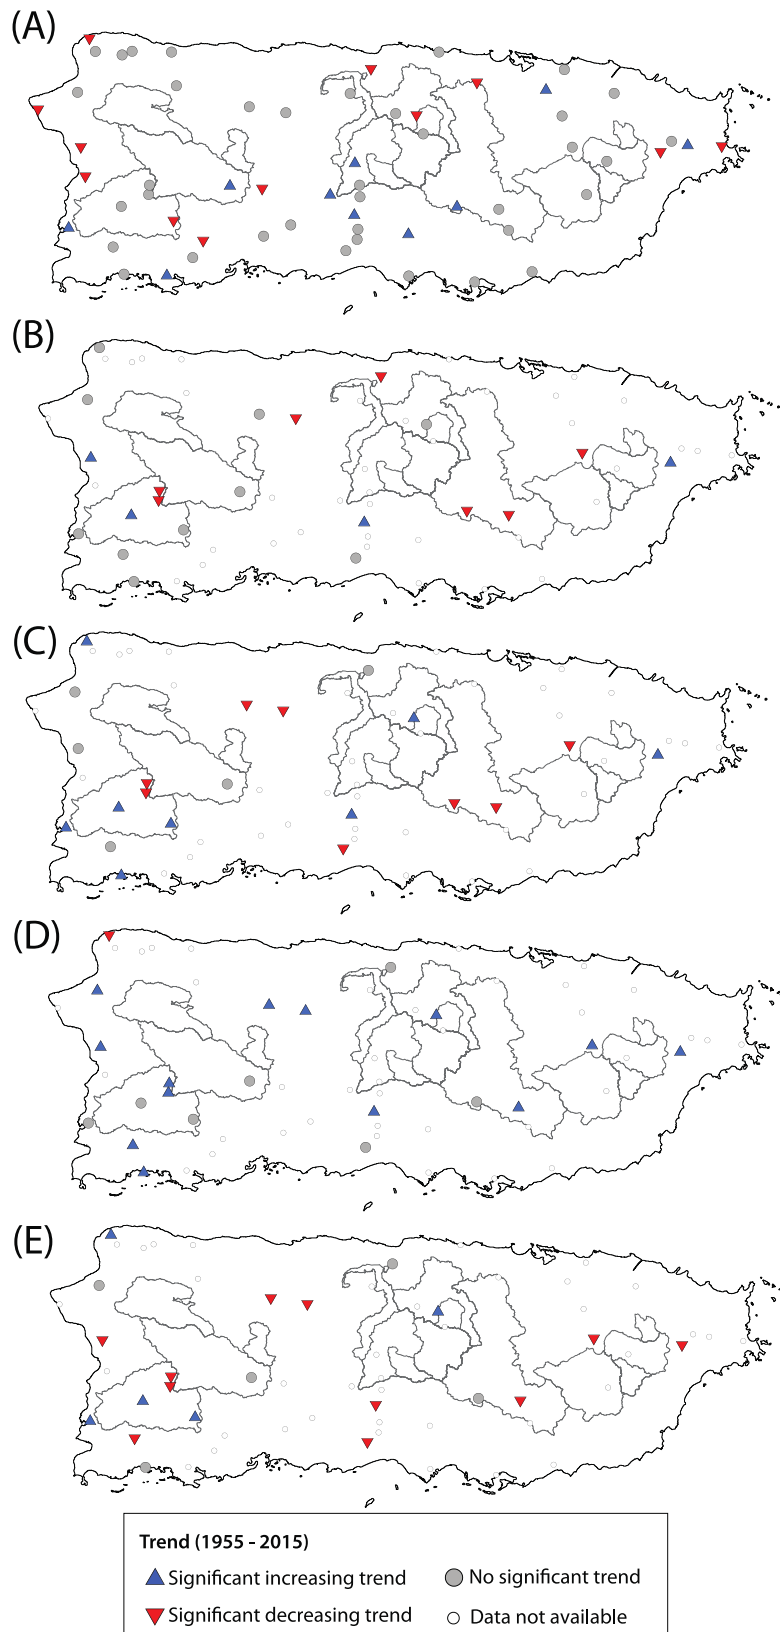 (A)
(B)
(C)
(D)
(E)
Trend (1955 - 2015)
Significant increasing trend
No significant trend
Significant decreasing trend
Data not available